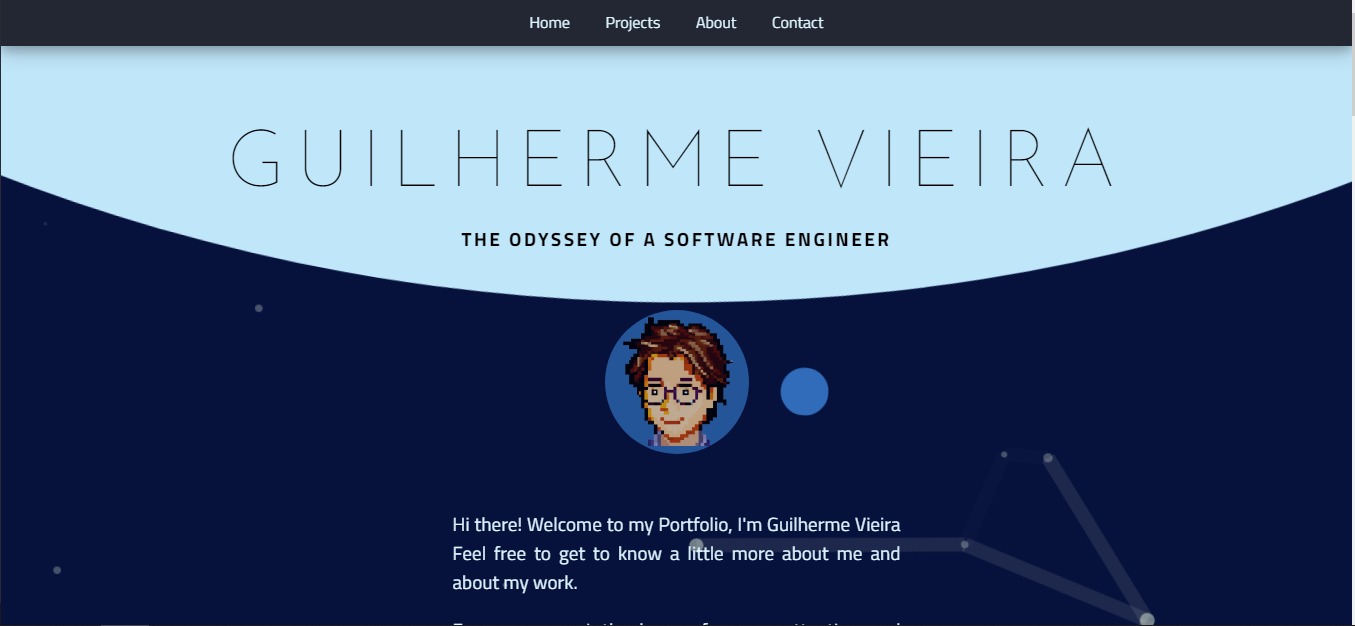 Home Projects About Contact
GUILHERME VIEIRA
THE ODYSSEY OF A SOFTWARE ENGINEER
Hi there! Welcome to my Portfolio, I'm Guilherme Vieira
Feel free to get to know a little more about me and
about my work.